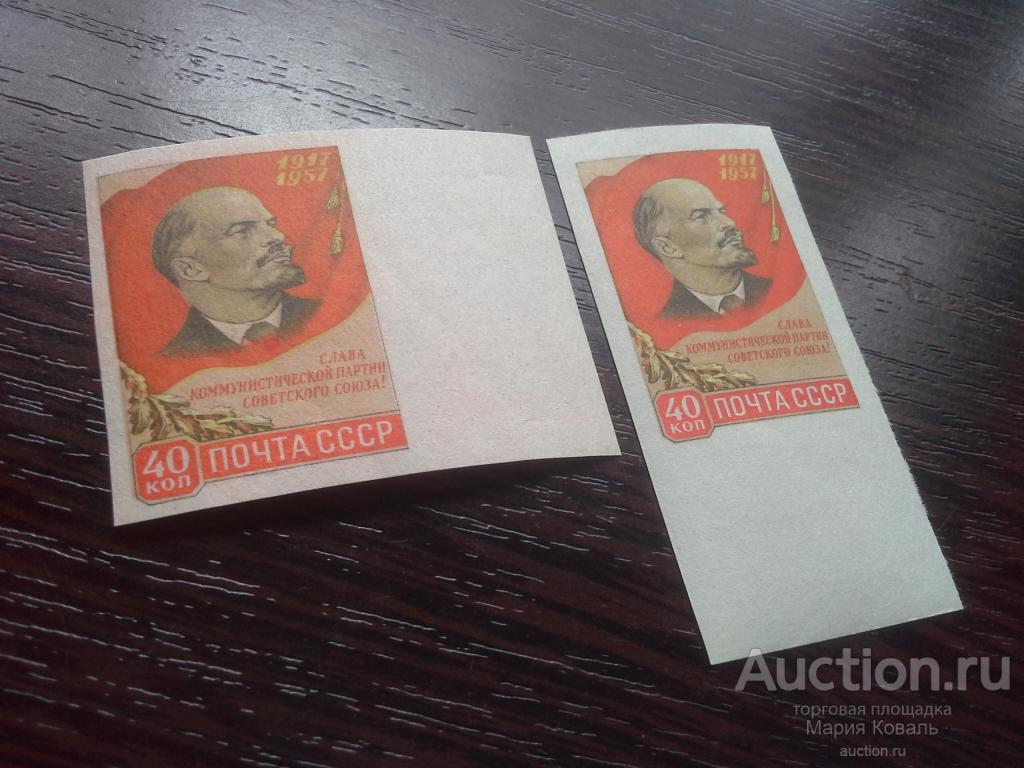 1917
1957
СЛАВА
КОММУНИСТИЧЕСКОЙ ПАРТИИ
СОВЕТСКОГО СОЮЗА!
40
КОП
ПОЧТА СССР
1917
1957
СЛАВА
КОММУНИСТИЧЕСКОЙ ПАРТИИ
СОВЕТСКОГО СОЮЗА!
40
КОП
ПОЧТА СССР
Auction.ru
торговая площадка
Мария Коваль
auction.ru